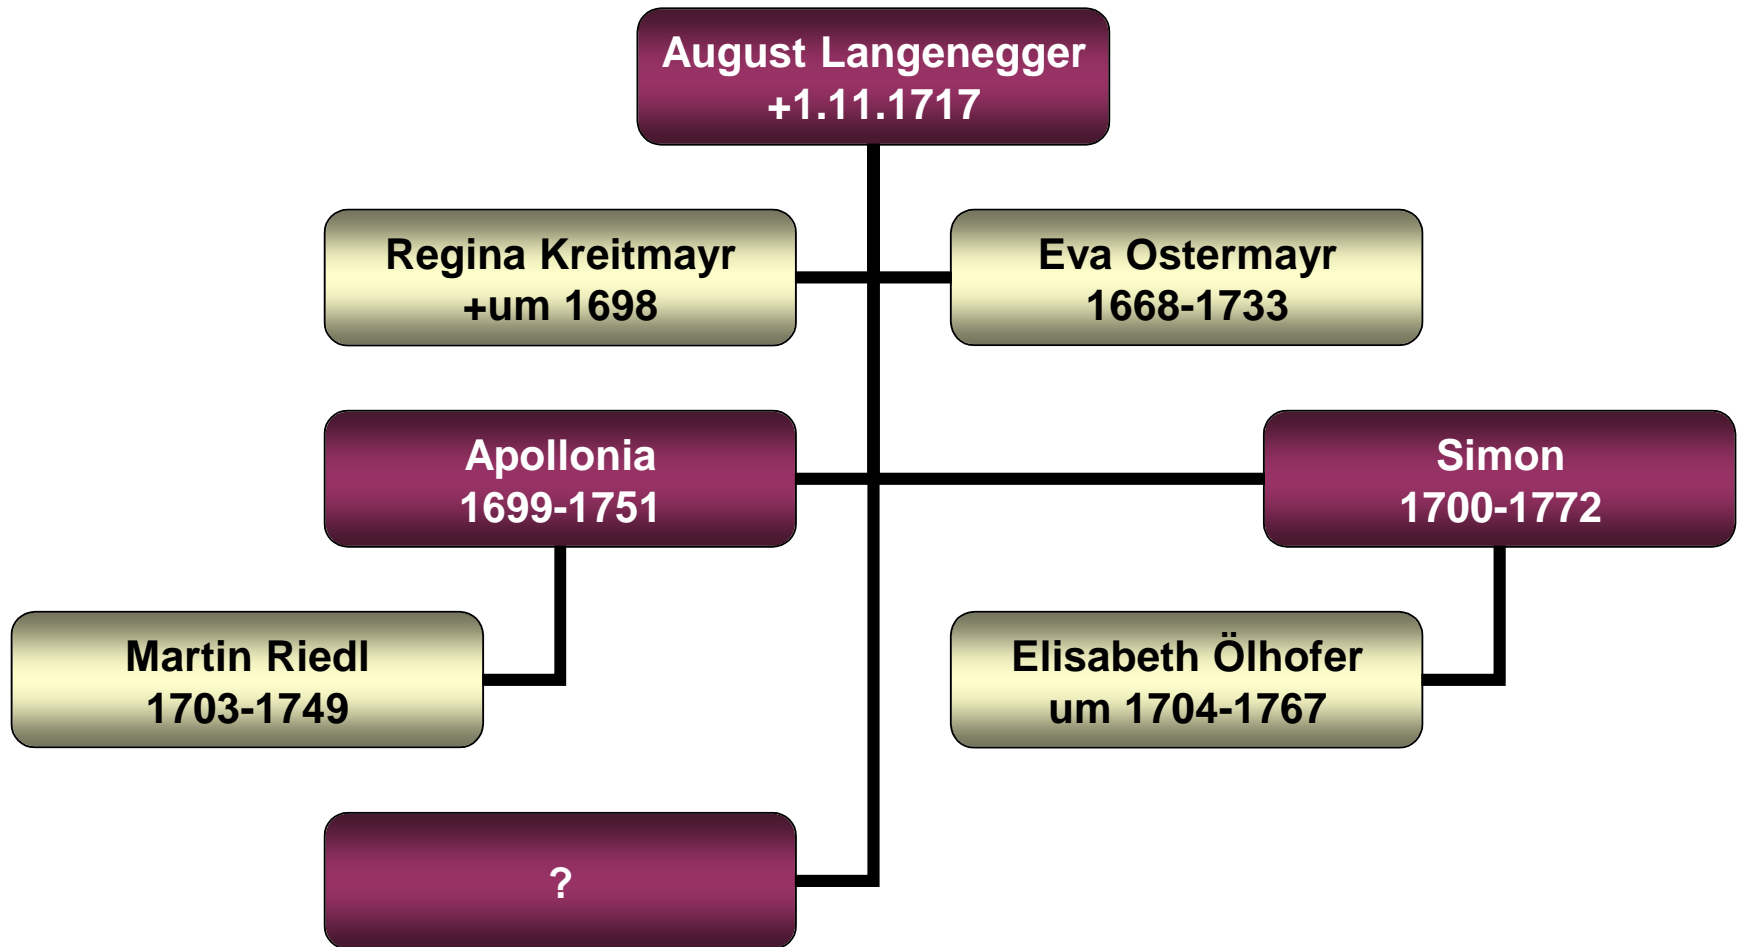 August Langenegger
+1.11.1717
Regina Kreitmayr
+um 1698
Eva Ostermayr
1668-1733
Apollonia
1699-1751
Simon
1700-1772
Martin Riedl
1703-1749
Elisabeth Ölhofer
um 1704-1767
?